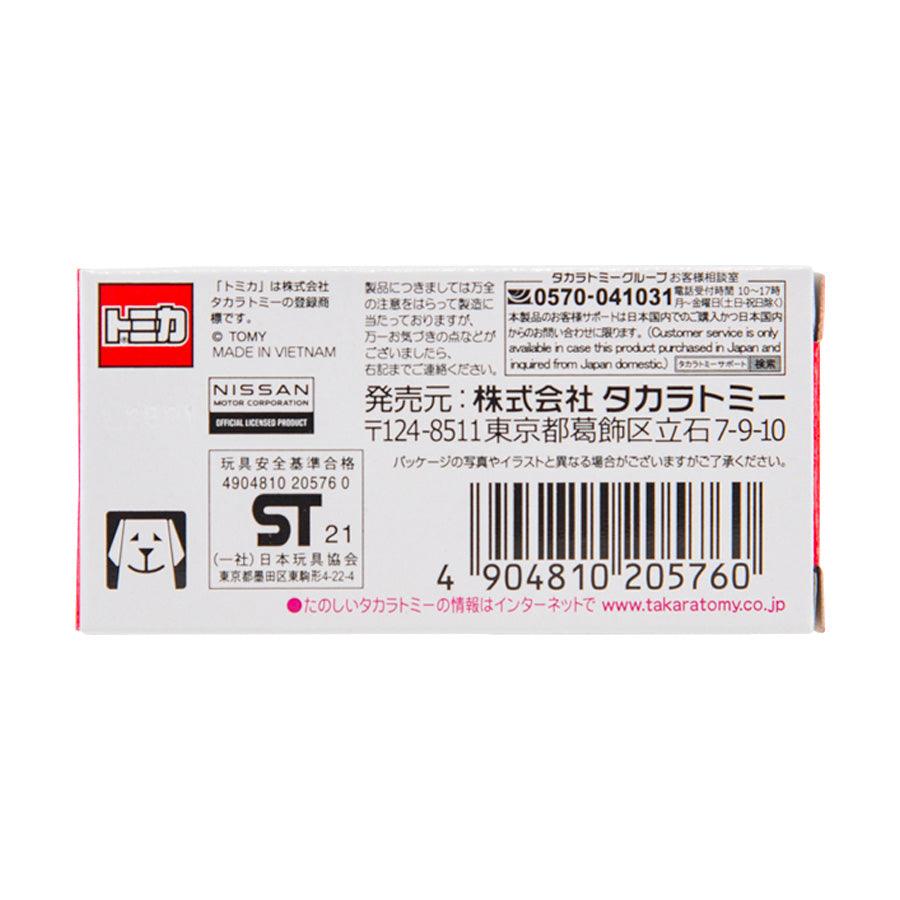 トミカ
「トミカ」は株式会社
タカラトミーの登録商
標です。
© TOMY
MADE IN VIETNAM
NISSAN
MOTOR CORPORATION
OFFICIAL LICENSED PRODUCT
玩具安全基準合格
4904810 20576 0
ST 21
(一社)日本玩具協会
東京都墨田区東駒形4-22-4
製品につきましては万全
の注意をはらって製造に
当たっておりますが、
万一お気づきの点などが
ございましたら、
右記までご連絡ください。
タカラトミーグループ お客様相談室
0570-041031 電話受付時間 10〜17時
月〜金曜日(土・日・祝日除く)
本製品のお客様サポートは日本国内でのご購入かつ日本国内
からのお問い合わせに限ります。(Customer service is only
available in case this product purchased in Japan and
inquired from Japan domestic.) タカラトミーサポート 検索
発売元：株式会社 タカラトミー
〒124-8511 東京都葛飾区立石7-9-10
パッケージの写真やイラストと異なる場合がございますがご了承ください。
4 904810 205760
●たのしいタカラトミーの情報はインターネットで www.takaratomy.co.jp